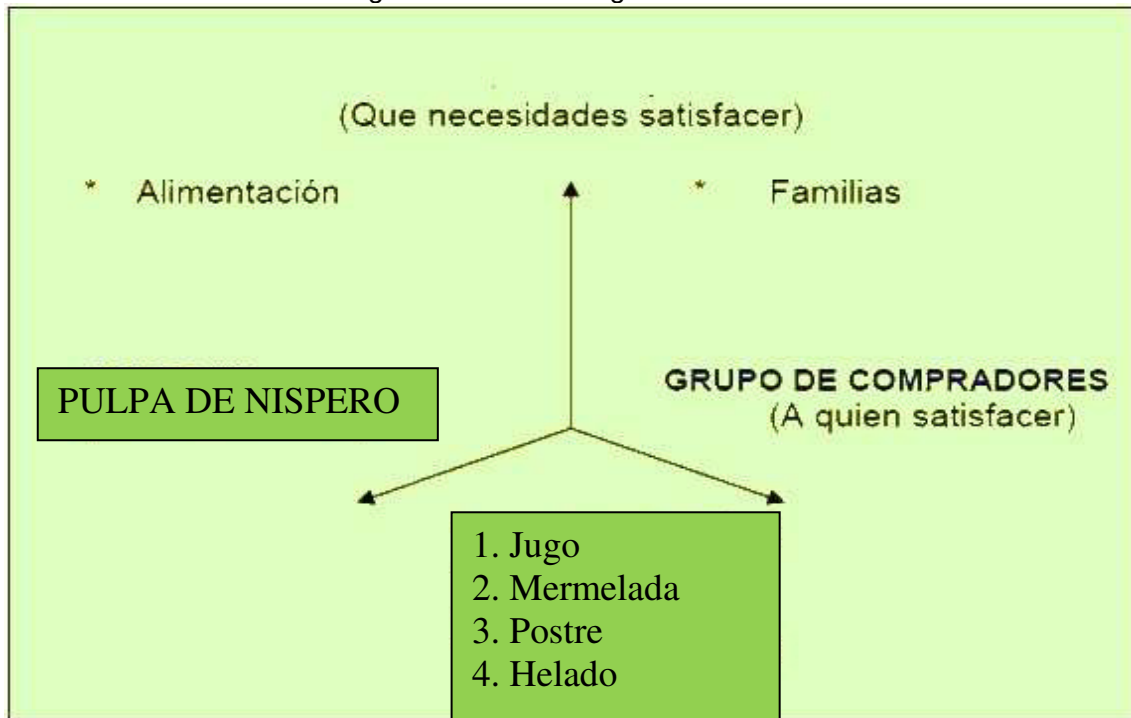 (Que necesidades satisfacer)
* Alimentación
* Familias
PULPA DE NISPERO
GRUPO DE COMPRADORES
(A quien satisfacer)
1. Jugo
2. Mermelada
3. Postre
4. Helado